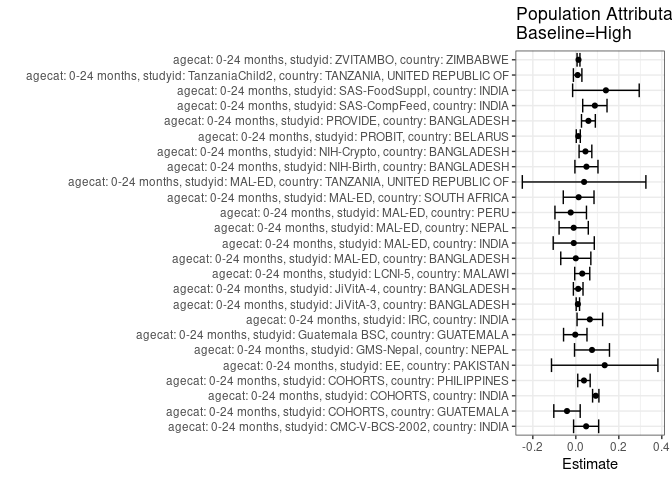 Population Attributa
Baseline=High
agecat: 0-24 months, studyid: ZVITAMBO, country: ZIMBABWE
agecat: 0-24 months, studyid: TanzaniaChild2, country: TANZANIA, UNITED REPUBLIC OF
agecat: 0-24 months, studyid: SAS-FoodSuppl, country: INDIA
agecat: 0-24 months, studyid: SAS-CompFeed, country: INDIA
agecat: 0-24 months, studyid: PROVIDE, country: BANGLADESH
agecat: 0-24 months, studyid: PROBIT, country: BELARUS
agecat: 0-24 months, studyid: NIH-Crypto, country: BANGLADESH
agecat: 0-24 months, studyid: NIH-Birth, country: BANGLADESH
agecat: 0-24 months, studyid: MAL-ED, country: TANZANIA, UNITED REPUBLIC OF
agecat: 0-24 months, studyid: MAL-ED, country: SOUTH AFRICA
agecat: 0-24 months, studyid: MAL-ED, country: PERU
agecat: 0-24 months, studyid: MAL-ED, country: NEPAL
agecat: 0-24 months, studyid: MAL-ED, country: INDIA
agecat: 0-24 months, studyid: MAL-ED, country: BANGLADESH
agecat: 0-24 months, studyid: LCNI-5, country: MALAWI
agecat: 0-24 months, studyid: JiVitA-4, country: BANGLADESH
agecat: 0-24 months, studyid: JiVitA-3, country: BANGLADESH
agecat: 0-24 months, studyid: IRC, country: INDIA
agecat: 0-24 months, studyid: Guatemala BSC, country: GUATEMALA
agecat: 0-24 months, studyid: GMS-Nepal, country: NEPAL
agecat: 0-24 months, studyid: EE, country: PAKISTAN
agecat: 0-24 months, studyid: COHORTS, country: PHILIPPINES
agecat: 0-24 months, studyid: COHORTS, country: INDIA
agecat: 0-24 months, studyid: COHORTS, country: GUATEMALA
agecat: 0-24 months, studyid: CMC-V-BCS-2002, country: INDIA
-0.2 0.0 0.2 0.4
Estimate